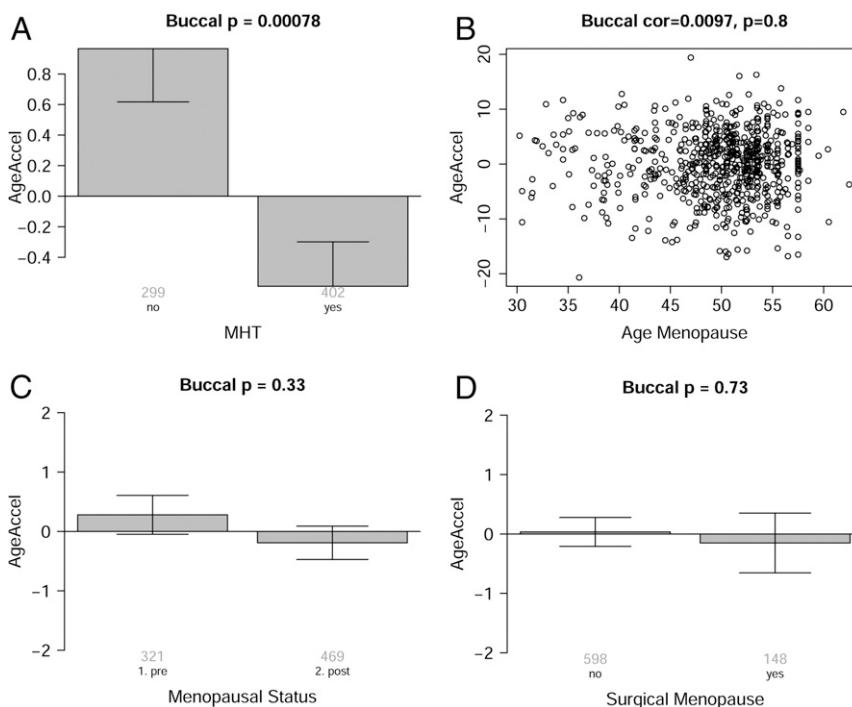 A
Buccal p = 0.00078
AgeAccel
0.8
0.6
0.4
0.2
0.0
−0.2
−0.4
299
402
no
yes
MHT
B
Buccal cor=0.0097, p=0.8
AgeAccel
20
10
0
−10
−20
30 35 40 45 50 55 60
Age Menopause
C
Buccal p = 0.33
AgeAccel
2
1
0
−1
−2
321
469
1. pre
2. post
Menopausal Status
D
Buccal p = 0.73
AgeAccel
2
1
0
−1
−2
598
148
no
yes
Surgical Menopause